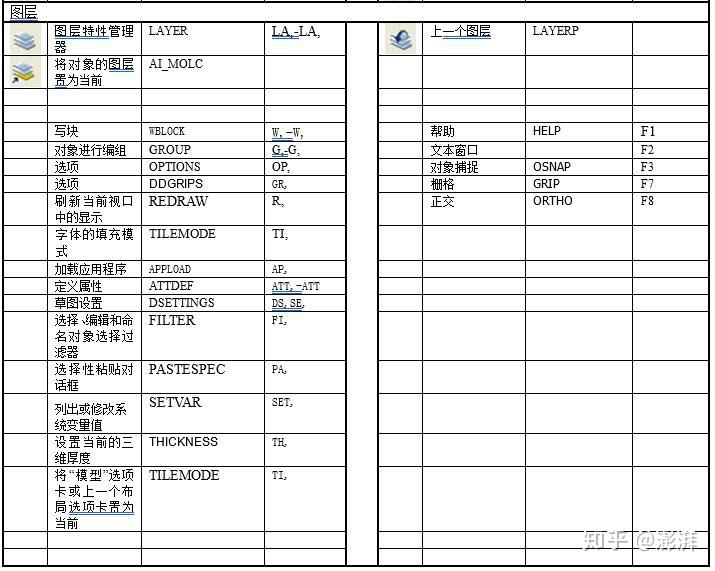 图层
图层特性管理器 LAYER LA,-LA, 上一个图层 LAYERP
将对象的图层置为当前 AI_MOLC
写块 WBLOCK W,-W, 帮助 HELP F1
对象进行编组 GROUP G,-G, 文本窗口 F2
选项 OPTIONS OP, 对象捕捉 OSNAP F3
选项 DDGRIPS GR, 栅格 GRIP F7
刷新当前视口中的显示 REDRAW R, 正交 ORTHO F8
字体的填充模式 TILEMODE TI,
加载应用程序 APPLOAD AP,
定义属性 ATTDEF ATT,-ATT
草图设置 DSETTINGS DS,SE,
选择、编辑和命名对象选择过滤器 FILTER FI,
选择性粘贴对话框 PASTESPEC PA,
列出或修改系统变量值 SETVAR SET,
设置当前的三维厚度 THICKNESS TH,
将“模型”选项卡或上一个布局选项卡置为当前 TILEMODE TI,
知乎 @澎湃